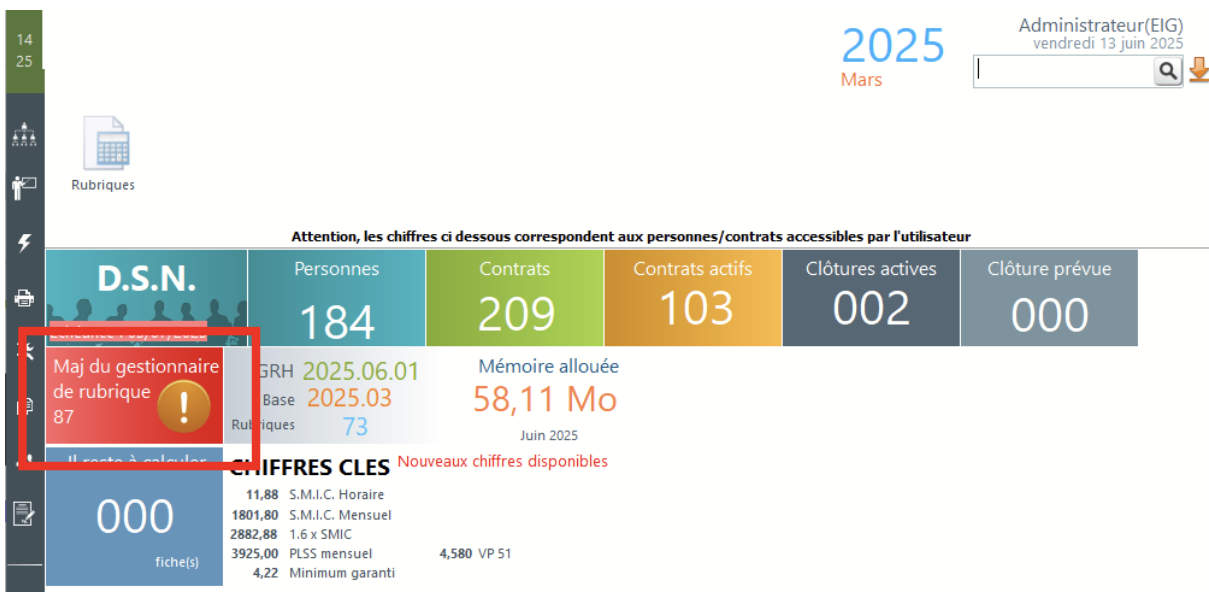 14
25
2025
Mars
Administrateur(EIG)
vendredi 13 juin 2025
Rubriques
Attention, les chiffres ci dessous correspondent aux personnes/contrats accessibles par l'utilisateur
D.S.N.
Personnes
184
Contrats
209
Contrats actifs
103
Clôtures actives
002
Clôture prévue
000
Maj du gestionnaire
de rubrique
87
GRH 2025.06.01
Base 2025.03
Rubriques 73
Mémoire allouée
58,11 Mo
Juin 2025
Il reste à calculer
000
fiche(s)
CHIFFRES CLES
Nouveaux chiffres disponibles
11,88 S.M.I.C. Horaire
1801,80 S.M.I.C. Mensuel
2882,88 1.6 x SMIC
3925,00 PLSS mensuel 4,580 VP 51
4,22 Minimum garanti